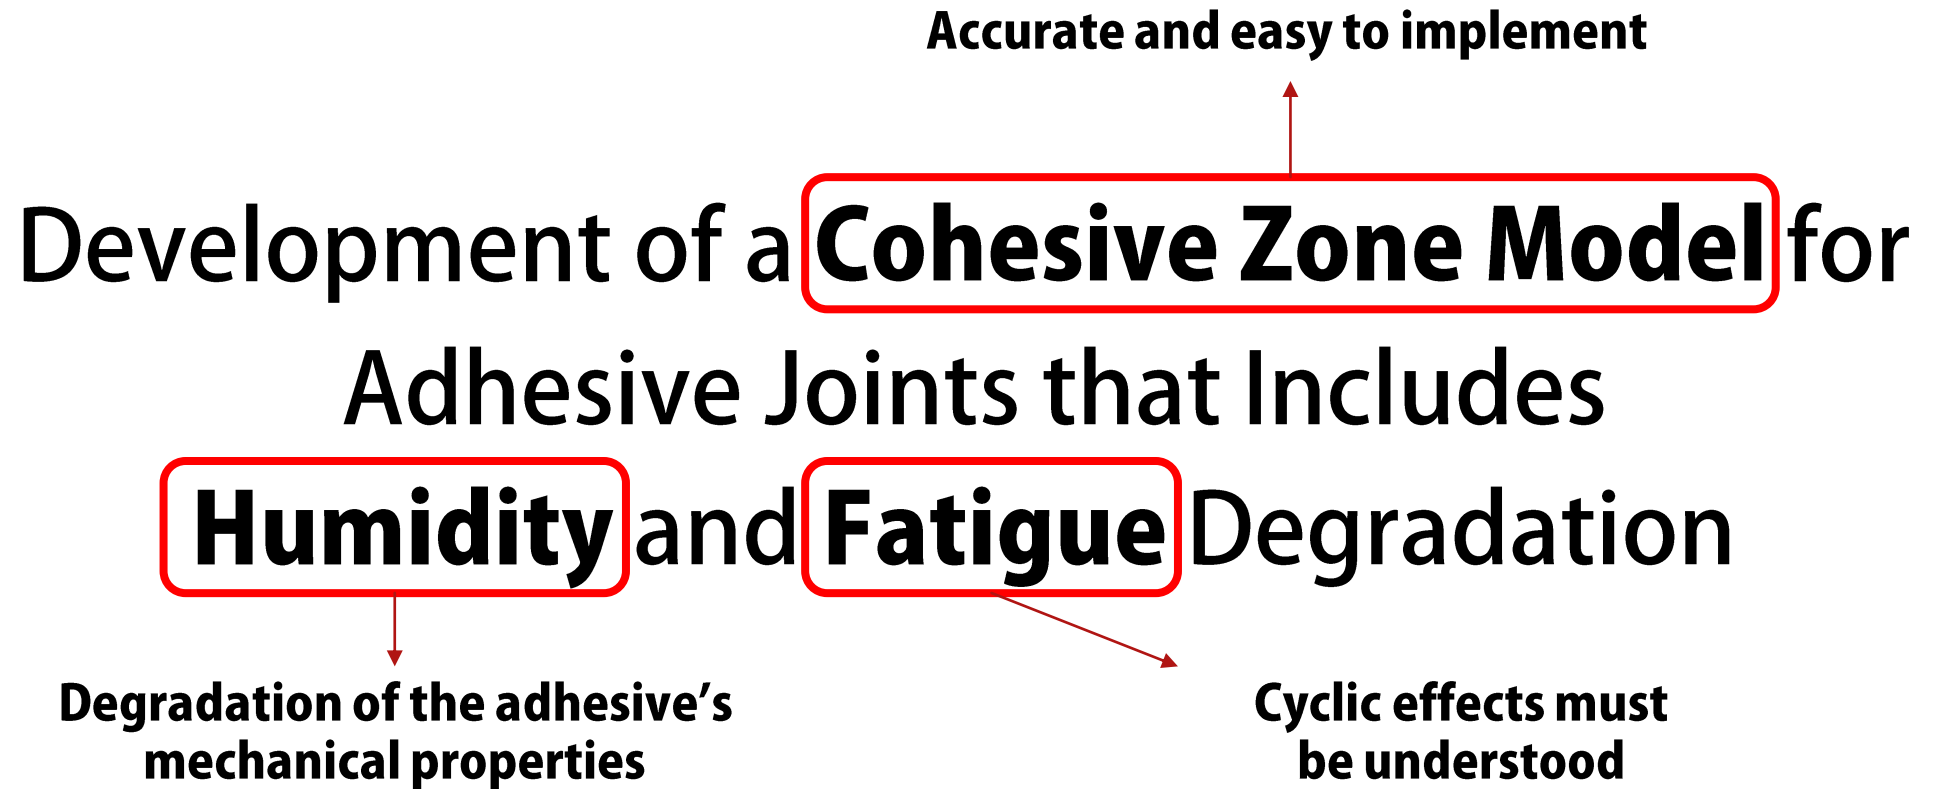 Accurate and easy to implement
Development of a Cohesive Zone Model for
Adhesive Joints that Includes
Humidity and Fatigue Degradation
Degradation of the adhesive’s
mechanical properties
Cyclic effects must
be understood